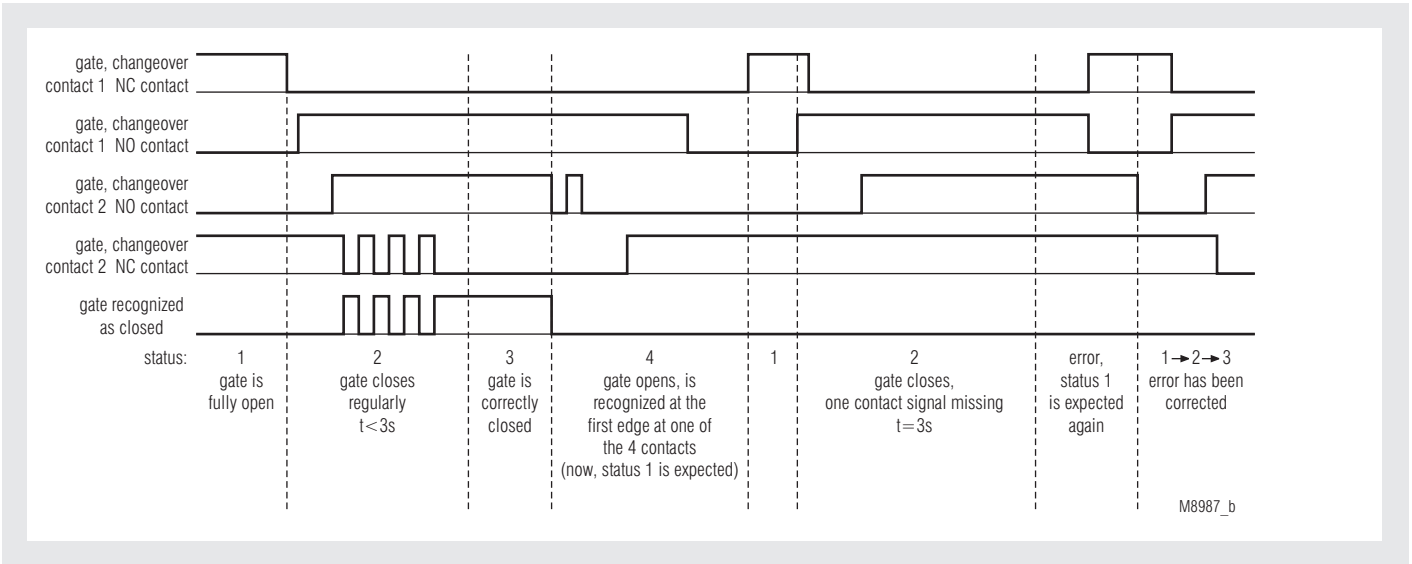 gate, changeover
contact 1 NC contact
gate, changeover
contact 1 NO contact
gate, changeover
contact 2 NO contact
gate, changeover
contact 2 NC contact
gate recognized
as closed
status:
1
gate is
fully open
2
gate closes
regularly
t<3s
3
gate is
correctly
closed
4
gate opens, is
recognized at the
first edge at one of
the 4 contacts
(now, status 1 is expected)
1
2
gate closes,
one contact signal missing
t=3s
error,
status 1
is expected
again
1→2→3
error has been
corrected
M8987_b